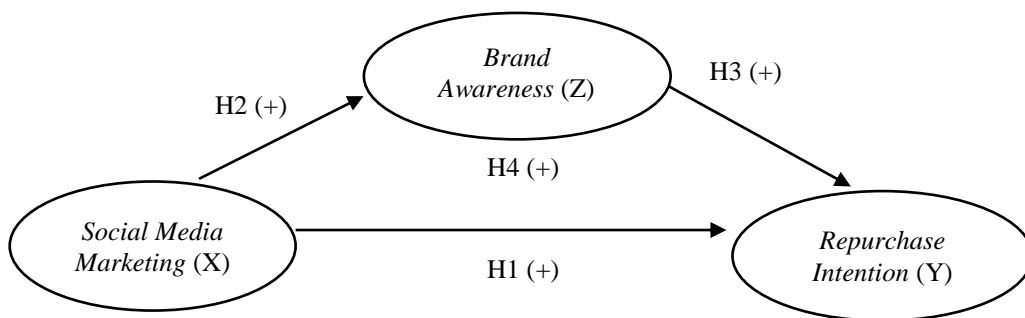 Brand
Awareness (Z)
H3 (+)
H2 (+)
H4 (+)
Social Media
Marketing (X)
Repurchase
Intention (Y)
H1 (+)